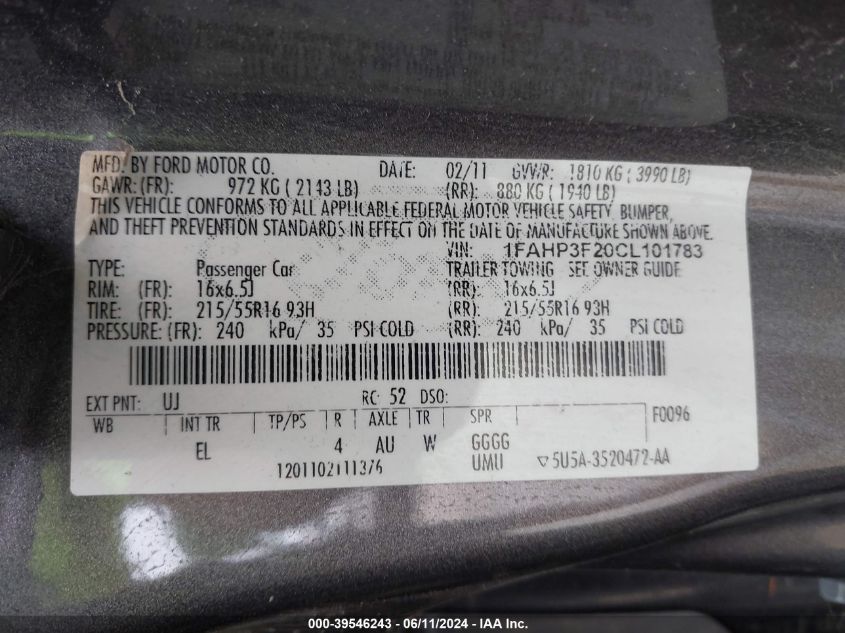 MFD. BY FORD MOTOR CO. DATE: 02/11 GVWR: 1810 KG ( 3990 LB)
GAWR: (FR): 972 KG ( 2143 LB) (RR): 880 KG ( 1940 LB)
THIS VEHICLE CONFORMS TO ALL APPLICABLE FEDERAL MOTOR VEHICLE SAFETY, BUMPER,
AND THEFT PREVENTION STANDARDS IN EFFECT ON THE DATE OF MANUFACTURE SHOWN ABOVE.
VIN: 1FAHP3F20CL101783
TYPE: Passenger Car TRAILER TOWING - SEE OWNER GUIDE
RIM: (FR): 16x6.5J (RR): 16x6.5J
TIRE: (FR): 215/55R16 93H (RR): 215/55R16 93H
PRESSURE: (FR): 240 kPa/ 35 PSI COLD (RR): 240 kPa/ 35 PSI COLD
EXT PNT: UJ RC: 52 DSO:
WB INT TR TP/PS R AXLE TR SPR F0096
EL 4 AU W GGGG
1201102111376 UMU ▽5U5A-3520472-AA
000-39546243 - 06/11/2024 - IAA Inc.